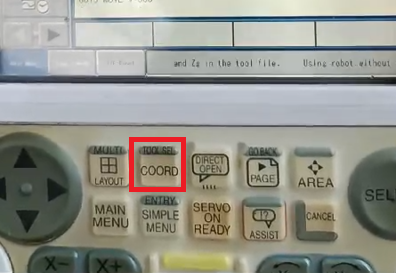 and Zφ in the tool file. Using robot without
MULTI
LAYOUT
TOOL SEL
COORD
DIRECT
OPEN
GO BACK
PAGE
AREA
SEL
MAIN
MENU
ENTRY
SIMPLE
MENU
SERVO
ON
READY
!?
ASSIST
CANCEL
X-
X+